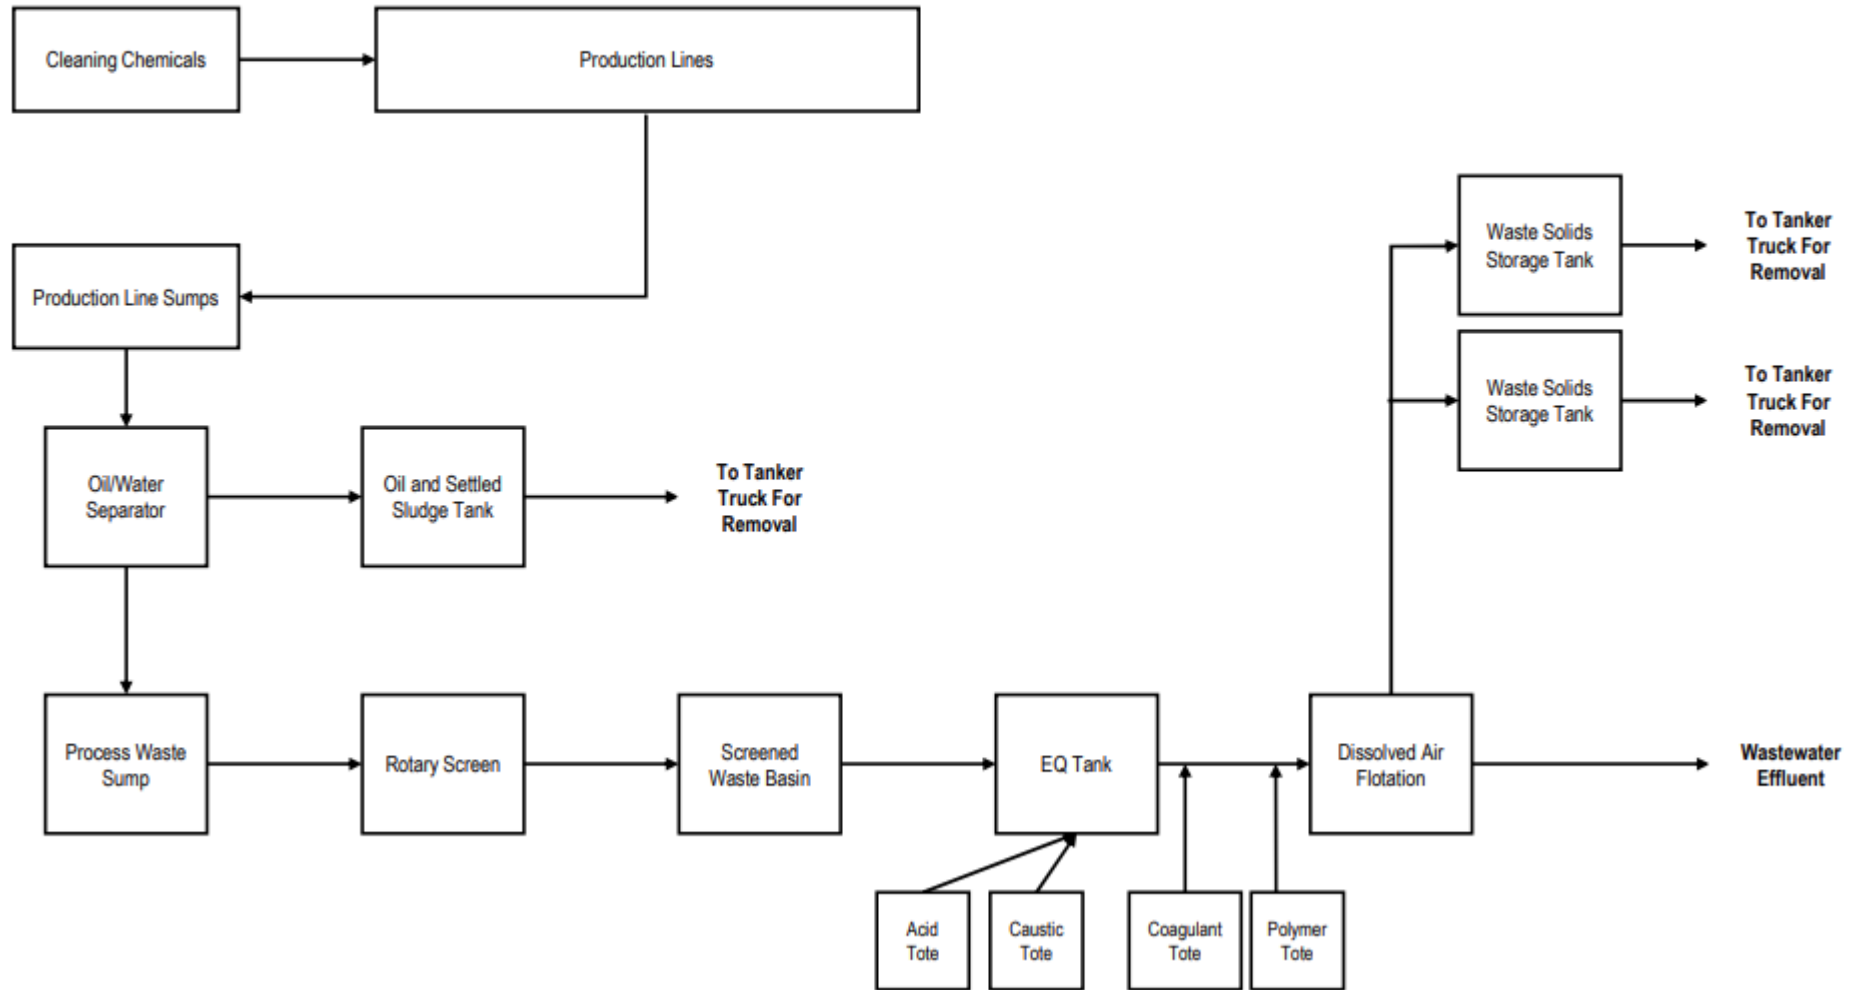 Cleaning Chemicals
Production Lines
Production Line Sumps
Waste Solids
Storage Tank
To Tanker
Truck For
Removal
Waste Solids
Storage Tank
To Tanker
Truck For
Removal
Oil/Water
Separator
Oil and Settled
Sludge Tank
To Tanker
Truck For
Removal
Process Waste
Sump
Rotary Screen
Screened
Waste Basin
EQ Tank
Dissolved Air
Flotation
Wastewater
Effluent
Acid
Tote
Caustic
Tote
Coagulant
Tote
Polymer
Tote